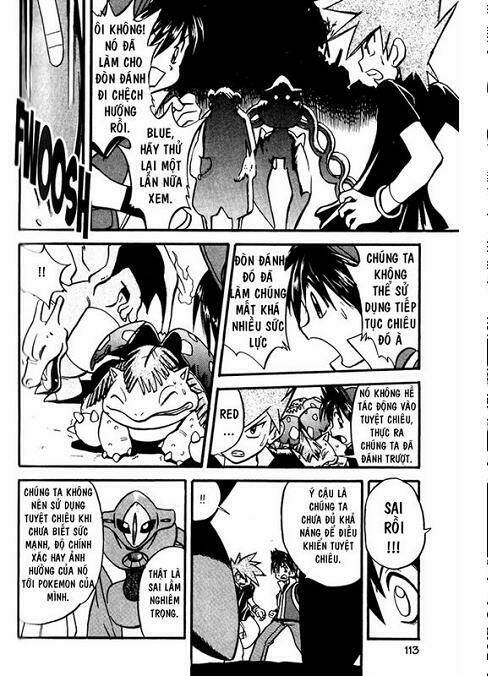 ÔI KHÔNG!
NÓ ĐÃ
LÀM CHO
ĐÒN ĐÁNH
ĐI CHỆCH
HƯỚNG
RỒI.
BLUE,
HÃY THỬ
LẠI MỘT
LẦN NỮA
XEM.
FWOOSH
CHÚNG TA
KHÔNG
THỂ SỬ
DỤNG TIẾP
TỤC CHIÊU
ĐÓ À
ĐÒN ĐÁNH
ĐÓ ĐÃ
LÀM CHÚNG
MẤT KHÁ
NHIỀU SỨC
LỰC
!!
NÓ KHÔNG HỀ
TÁC ĐỘNG VÀO
TUYỆT CHIÊU,
THỰC RA
CHÚNG TA ĐÃ
ĐÁNH TRƯỢT.
RED
...
SAI
RỒI
!!!
Ý CẬU LÀ
CHÚNG TA
CHƯA ĐỦ KHẢ
NĂNG ĐỂ ĐIỀU
KHIỂN TUYỆT
CHIÊU.
!!
CHÚNG TA KHÔNG
NÊN SỬ DỤNG
TUYỆT CHIÊU KHI
CHƯA BIẾT SỨC
MẠNH, ĐỘ CHÍNH
XÁC HAY ẢNH
HƯỞNG CỦA NÓ
TỚI POKEMON CỦA
MÌNH.
THẬT LÀ
SAI LẦM
NGHIÊM
TRỌNG.
113